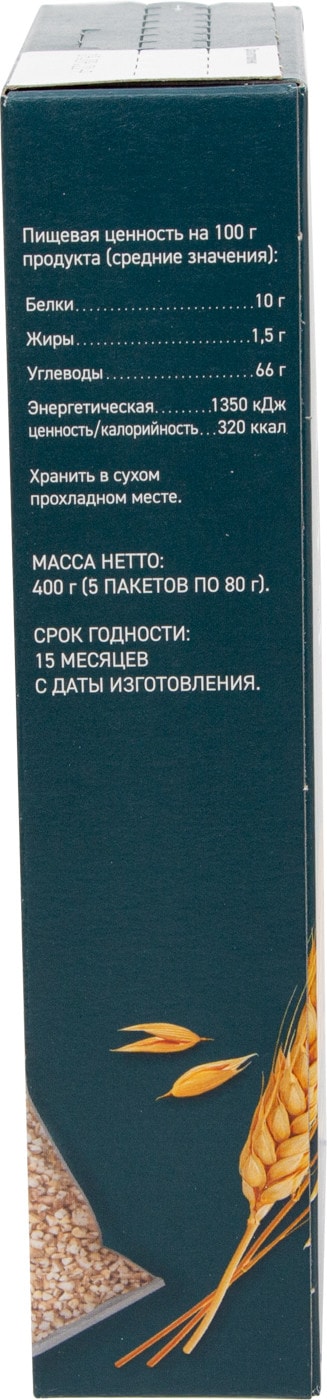 Пищевая ценность на 100 г
продукта (средние значения):
Белки.............................10 г
Жиры.............................1,5 г
Углеводы.......................66 г
Энергетическая..........1350 кДж
ценность/калорийность...320 ккал
Хранить в сухом
прохладном месте.
МАССА НЕТТО:
400 г (5 ПАКЕТОВ ПО 80 г).
СРОК ГОДНОСТИ:
15 МЕСЯЦЕВ
С ДАТЫ ИЗГОТОВЛЕНИЯ.